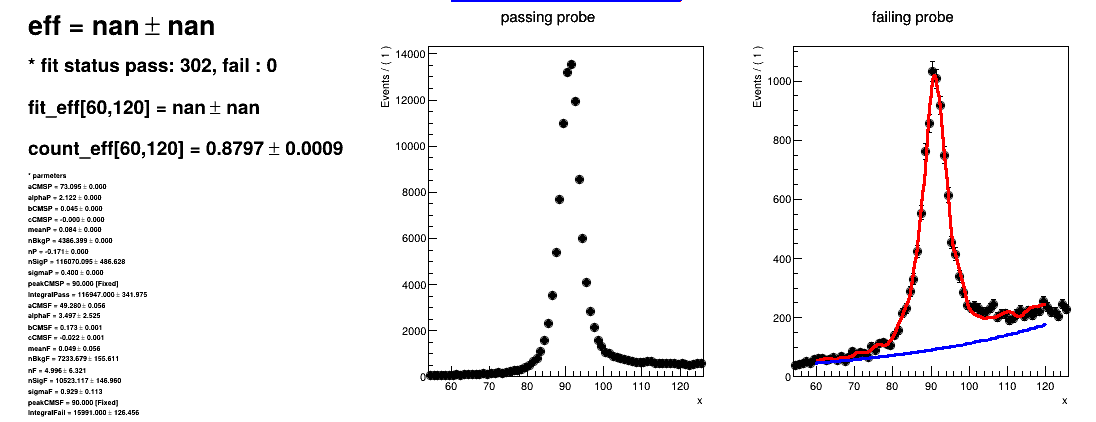 eff = nan ± nan
* fit status pass: 302, fail : 0
fit_eff[60,120] = nan ± nan
count_eff[60,120] = 0.8797 ± 0.0009
* parmeters
aCMSP = 73.095 ± 0.000
alphaP = 2.122 ± 0.000
bCMSP = 0.045 ± 0.000
cCMSP = -0.000 ± 0.000
meanP = 0.084 ± 0.000
nBkgP = 4386.399 ± 0.000
nP = -0.171 ± 0.000
nSigP = 116070.095 ± 486.628
sigmaP = 0.400 ± 0.000
peakCMSP = 90.000 [Fixed]
integralPass = 116947.000 ± 341.975
aCMSF = 49.280 ± 0.056
alphaF = 3.497 ± 2.525
bCMSF = 0.173 ± 0.001
cCMSF = -0.022 ± 0.001
meanF = 0.049 ± 0.056
nBkgF = 7233.679 ± 155.611
nF = 4.996 ± 6.321
nSigF = 10523.117 ± 146.960
sigmaF = 0.929 ± 0.113
peakCMSF = 90.000 [Fixed]
integralFail = 15991.000 ± 126.456
passing probe
Events / ( 1 )
14000
12000
10000
8000
6000
4000
2000
0
60 70 80 90 100 110 120
x
failing probe
Events / ( 1 )
1000
800
600
400
200
0
60 70 80 90 100 110 120
x